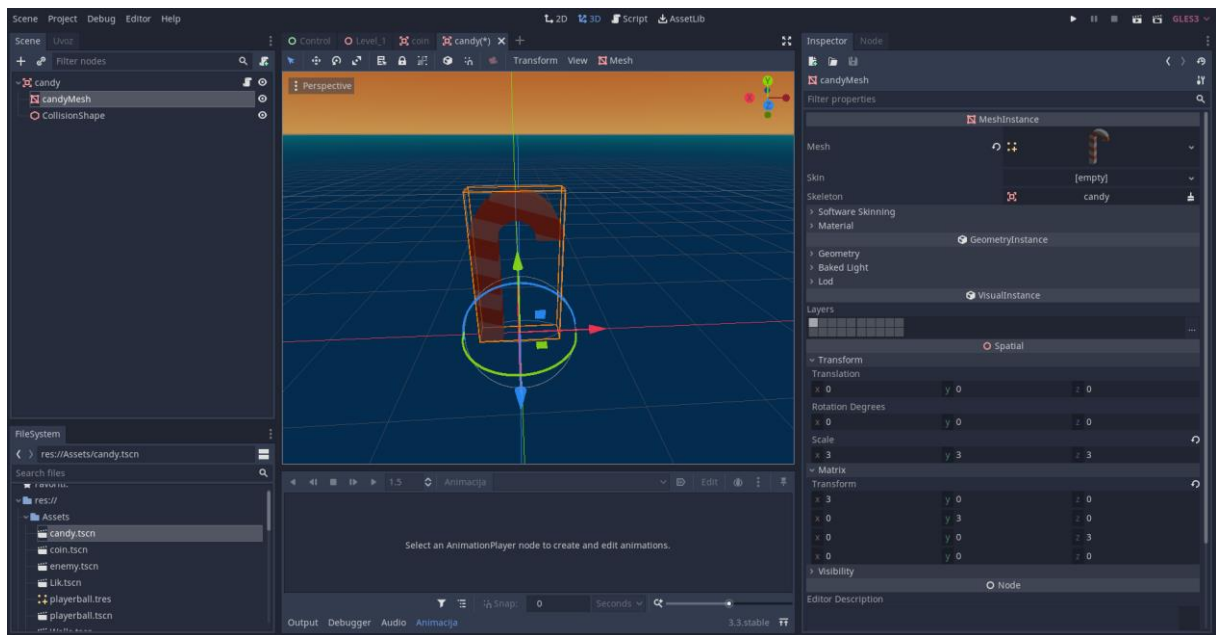 Scene Project Debug Editor Help
2D 3D Script AssetLib
GLES3
Scene Uvoz
Filter nodes
candy
candyMesh
CollisionShape
Control Level_1 coin candy(*)
Transform View Mesh
Perspective
Inspector Node
candyMesh
Filter properties
MeshInstance
Mesh
Skin [empty]
Skeleton candy
Software Skinning
Material
GeometryInstance
Geometry
Baked Light
Lod
VisualInstance
Layers
Spatial
Transform
Translation
x 0 y 0 z 0
Rotation Degrees
x 0 y 0 z 0
Scale
x 3 y 3 z 3
Matrix
Transform
x 3 y 0 z 0
x 0 y 3 z 0
x 0 y 0 z 3
x 0 y 0 z 0
Visibility
Node
Editor Description
FileSystem
res://Assets/candy.tscn
Search files
res://
Assets
candy.tscn
coin.tscn
enemy.tscn
Lik.tscn
playerball.tres
playerball.tscn
1.5 Animacija Edit
Select an AnimationPlayer node to create and edit animations.
Snap: 0 Seconds
Output Debugger Audio Animacija 3.3.stable